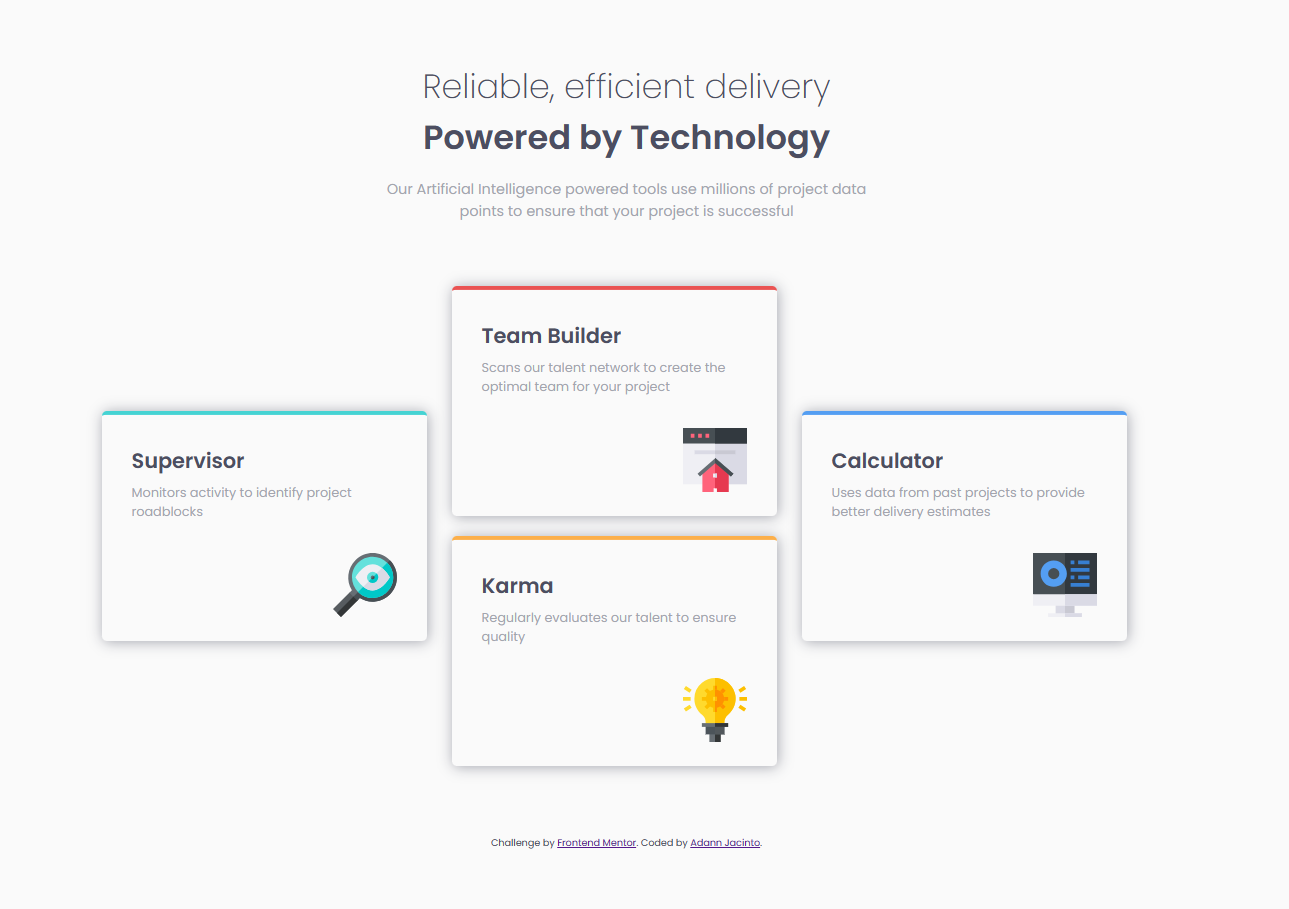 Reliable, efficient delivery
Powered by Technology
Our Artificial Intelligence powered tools use millions of project data
points to ensure that your project is successful
Team Builder
Scans our talent network to create the
optimal team for your project
Supervisor
Monitors activity to identify project
roadblocks
Calculator
Uses data from past projects to provide
better delivery estimates
Karma
Regularly evaluates our talent to ensure
quality
Challenge by Frontend Mentor. Coded by Adann Jacinto.